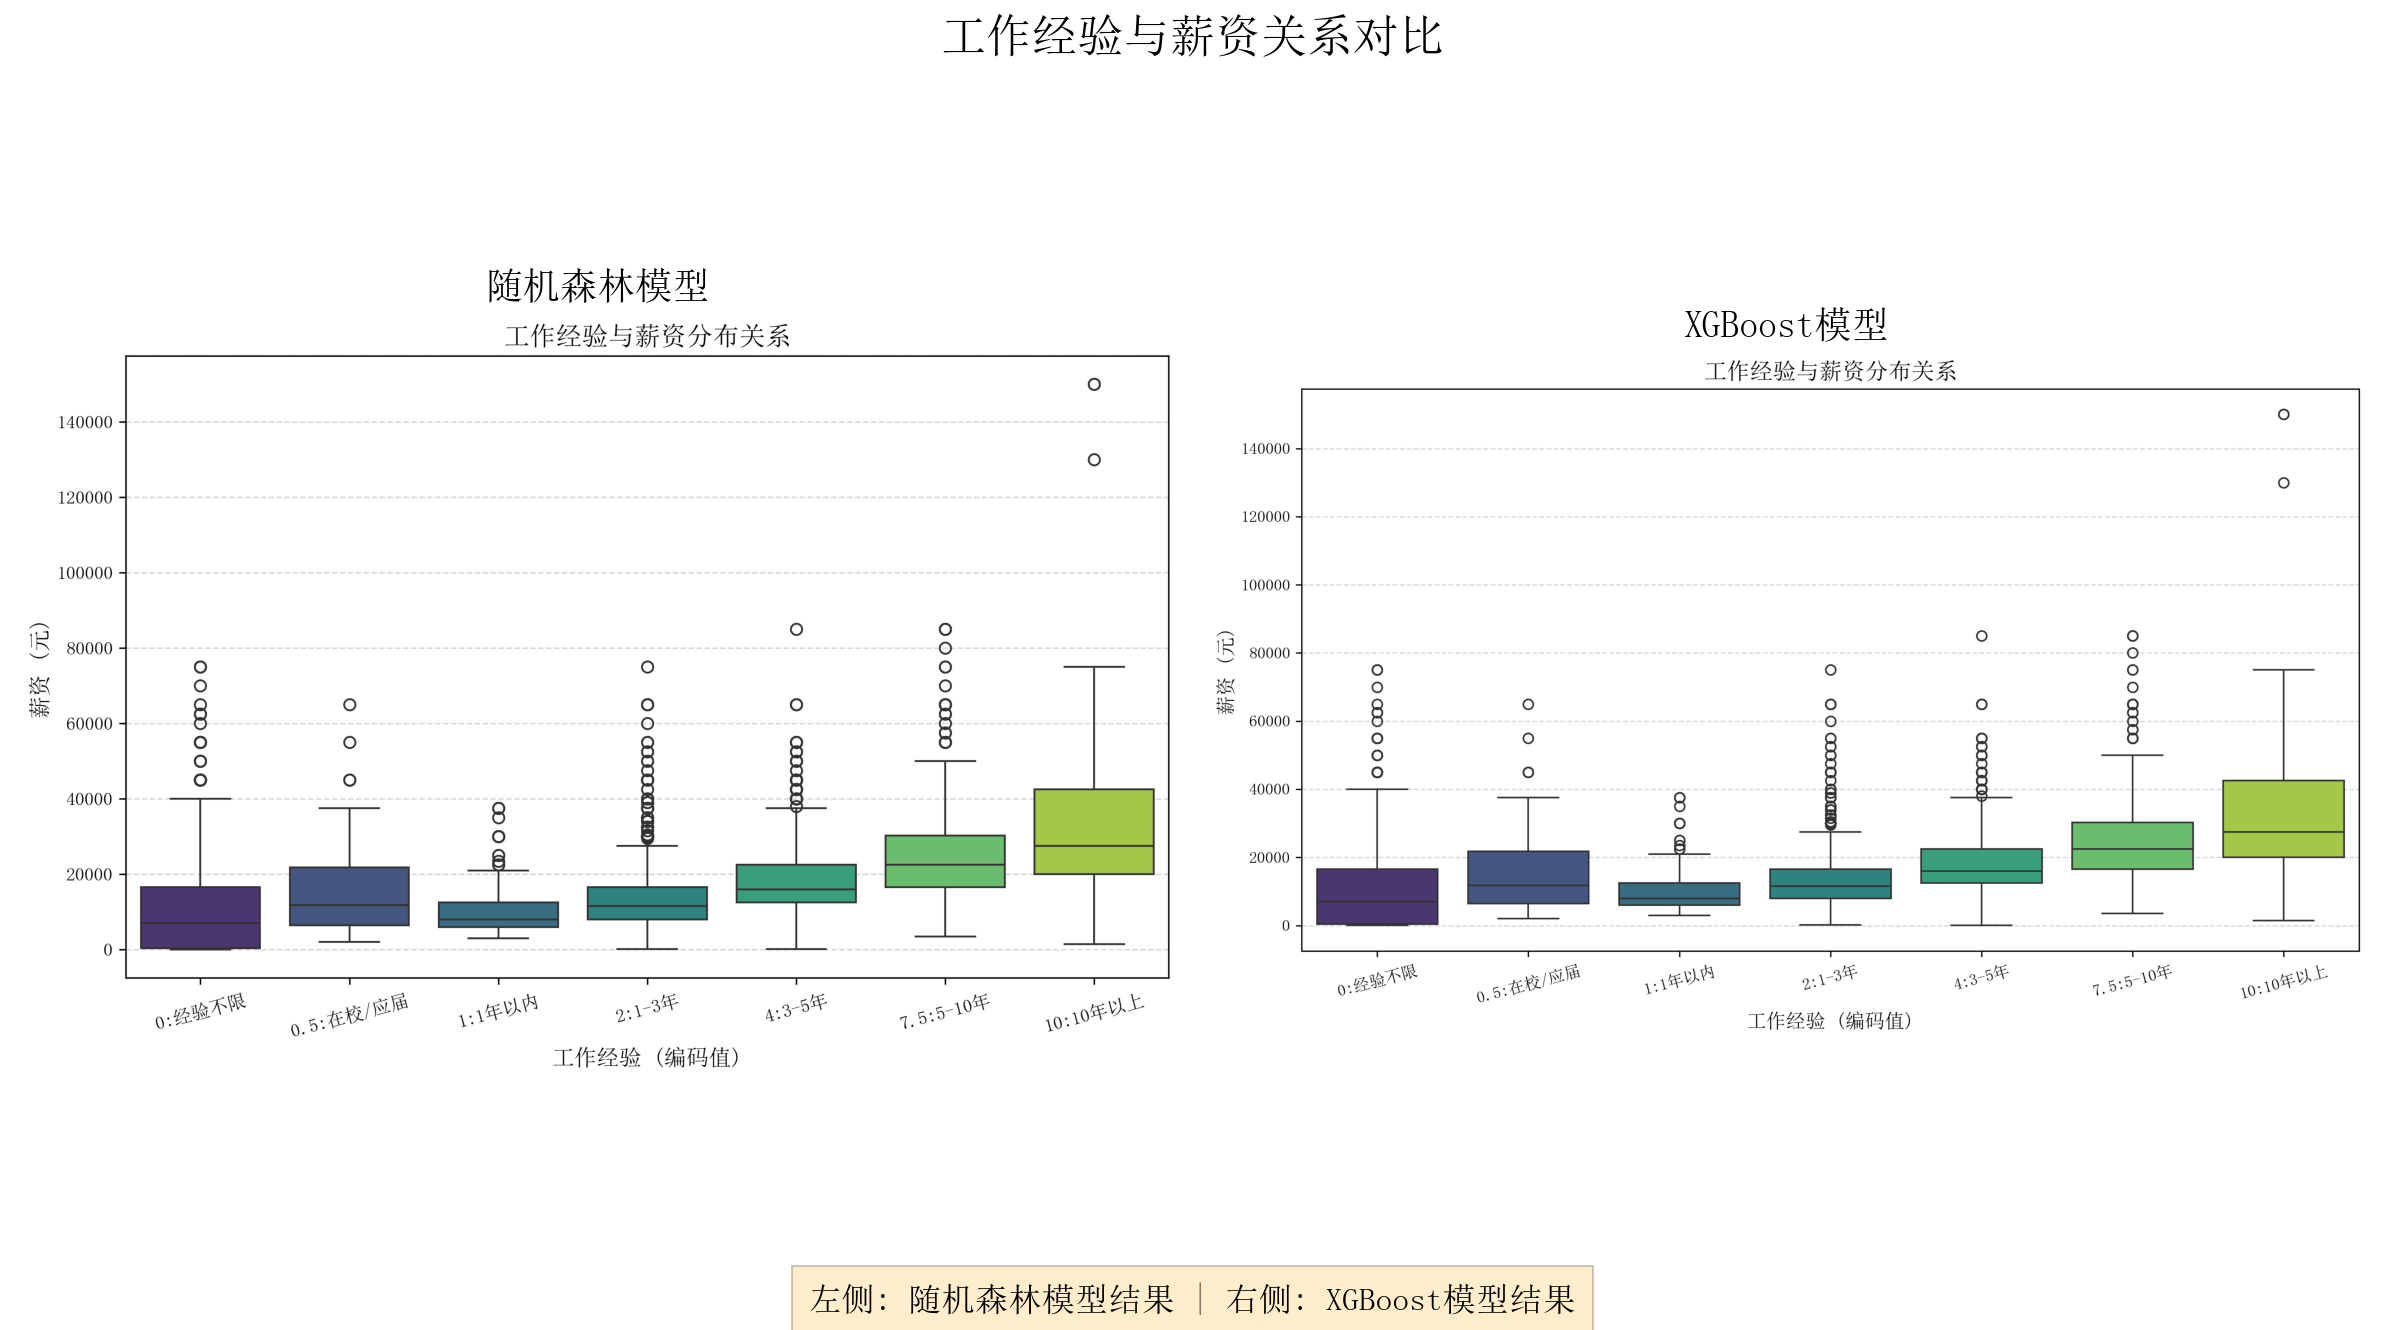 工作经验与薪资关系对比
随机森林模型
工作经验与薪资分布关系
薪资 (元)
140000
120000
100000
80000
60000
40000
20000
0
0:经验不限
0.5:在校/应届
1:1年以内
2:1-3年
4:3-5年
7.5:5-10年
10:10年以上
工作经验 (编码值)
XGBoost模型
工作经验与薪资分布关系
薪资 (元)
140000
120000
100000
80000
60000
40000
20000
0
0:经验不限
0.5:在校/应届
1:1年以内
2:1-3年
4:3-5年
7.5:5-10年
10:10年以上
工作经验 (编码值)
左侧: 随机森林模型结果 | 右侧: XGBoost模型结果